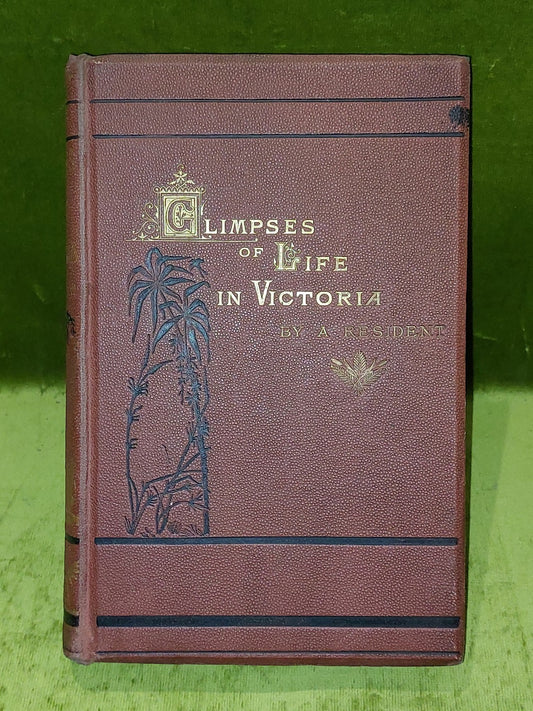 GLIMPSES
OF LIFE
IN VICTORIA
BY A RESIDENT